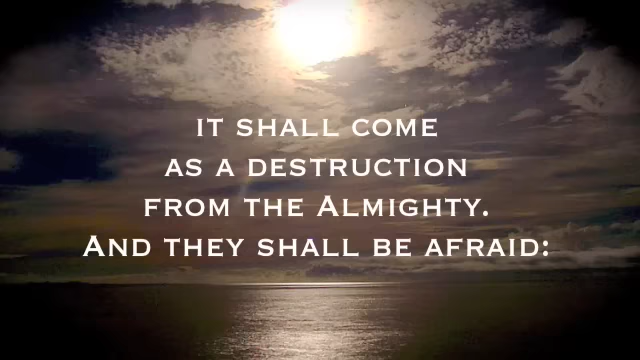 IT SHALL COME
AS A DESTRUCTION
FROM THE ALMIGHTY.
AND THEY SHALL BE AFRAID: